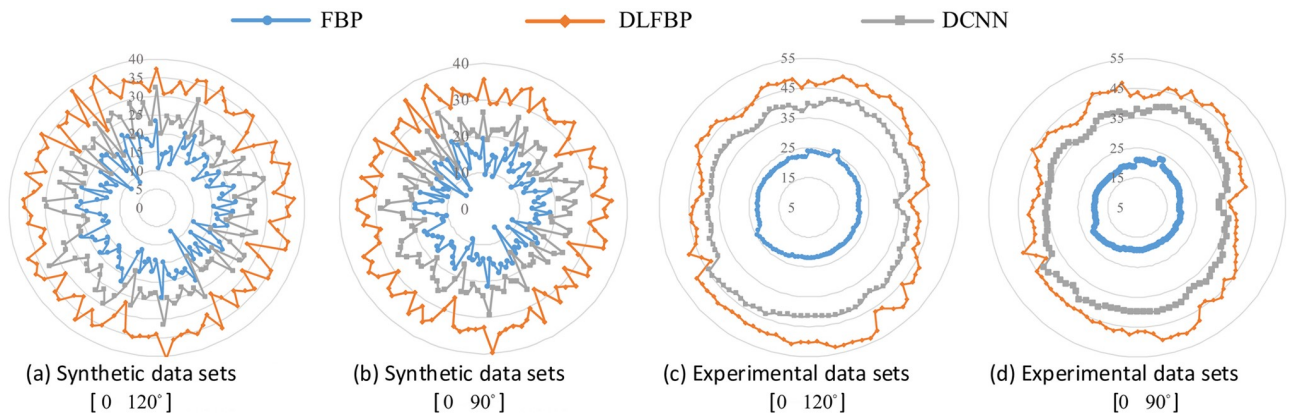 FBP DLFBP DCNN
40
35
30
25
20
15
10
5
0
40
30
20
10
0
55
45
35
25
15
5
55
45
35
25
15
5
(a) Synthetic data sets
[ 0 120°]
(b) Synthetic data sets
[ 0 90°]
(c) Experimental data sets
[ 0 120°]
(d) Experimental data sets
[ 0 90°]